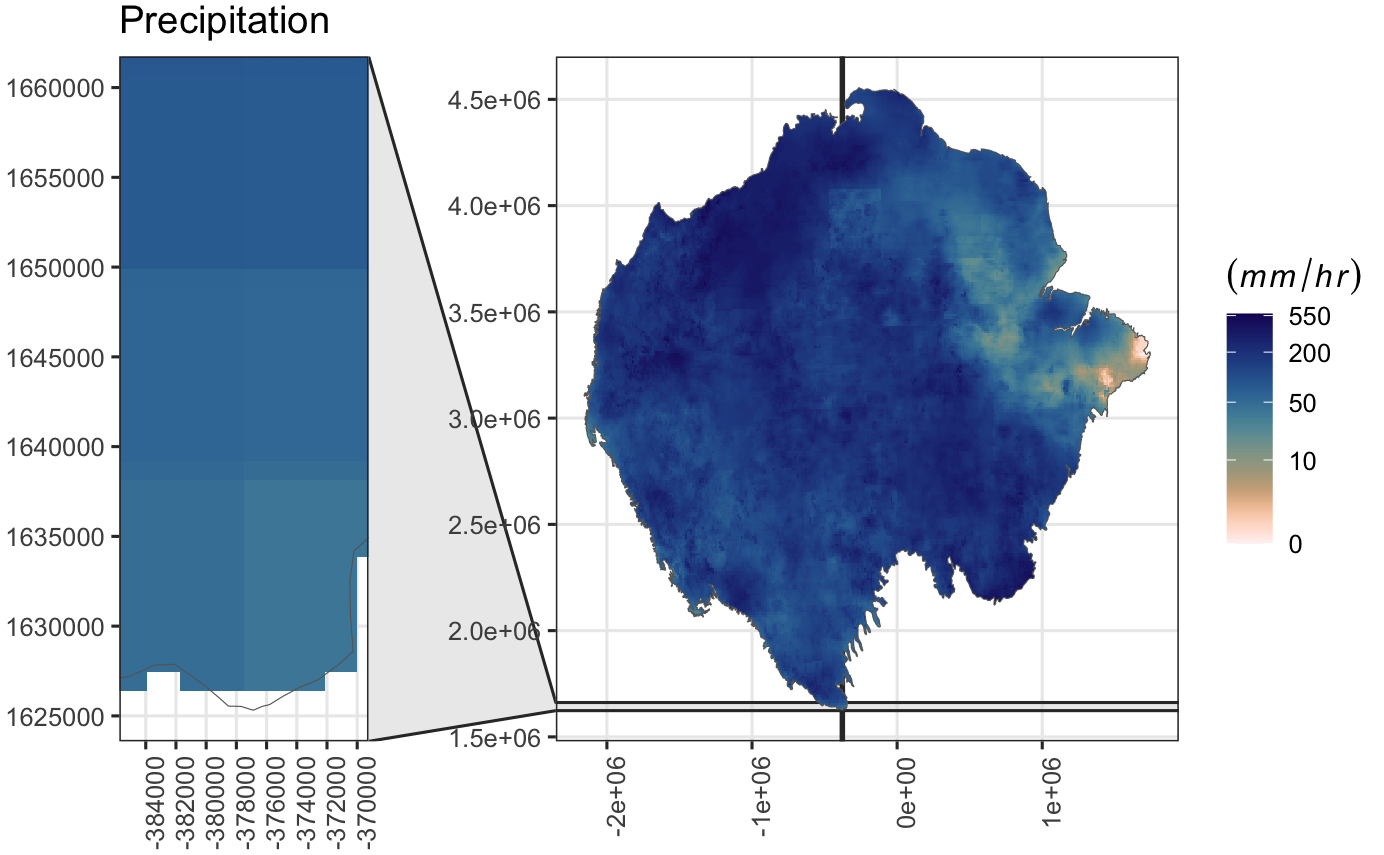 Precipitation
1660000
1655000
1650000
1645000
1640000
1635000
1630000
1625000
-384000
-382000
-380000
-378000
-376000
-374000
-372000
-370000
4.5e+06
4.0e+06
3.5e+06
3.0e+06
2.5e+06
2.0e+06
1.5e+06
-2e+06
-1e+06
0e+00
1e+06
(mm/hr)
550
200
50
10
0